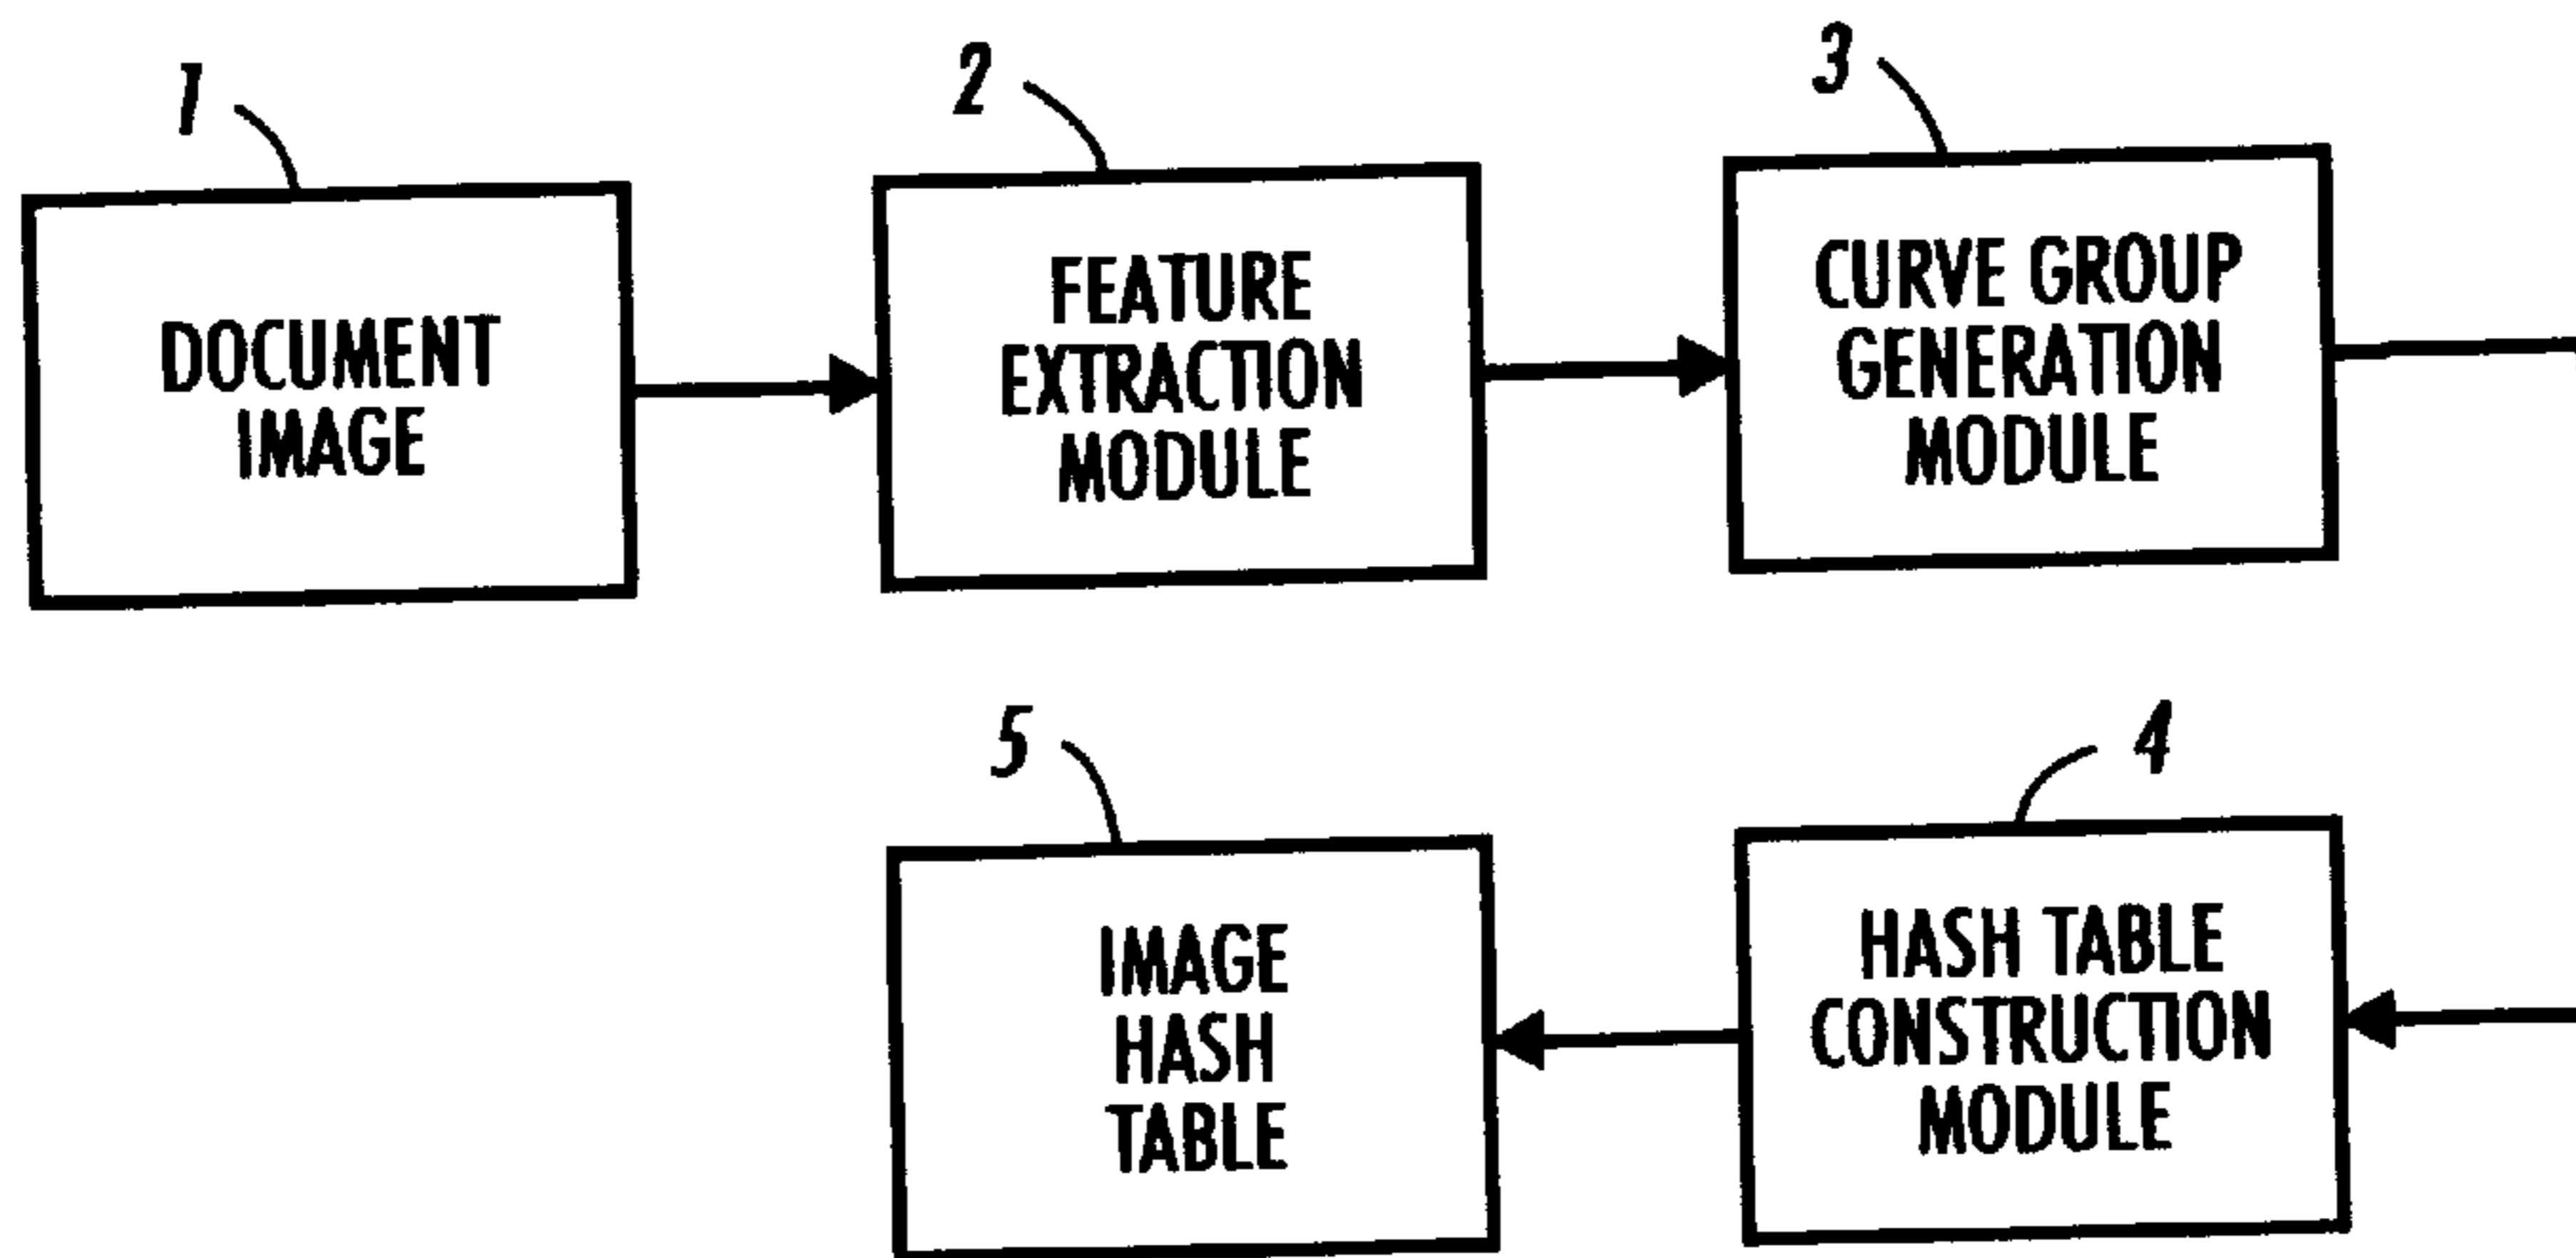 1
DOCUMENT
IMAGE
2
FEATURE
EXTRACTION
MODULE
3
CURVE GROUP
GENERATION
MODULE
4
HASH TABLE
CONSTRUCTION
MODULE
5
IMAGE
HASH
TABLE